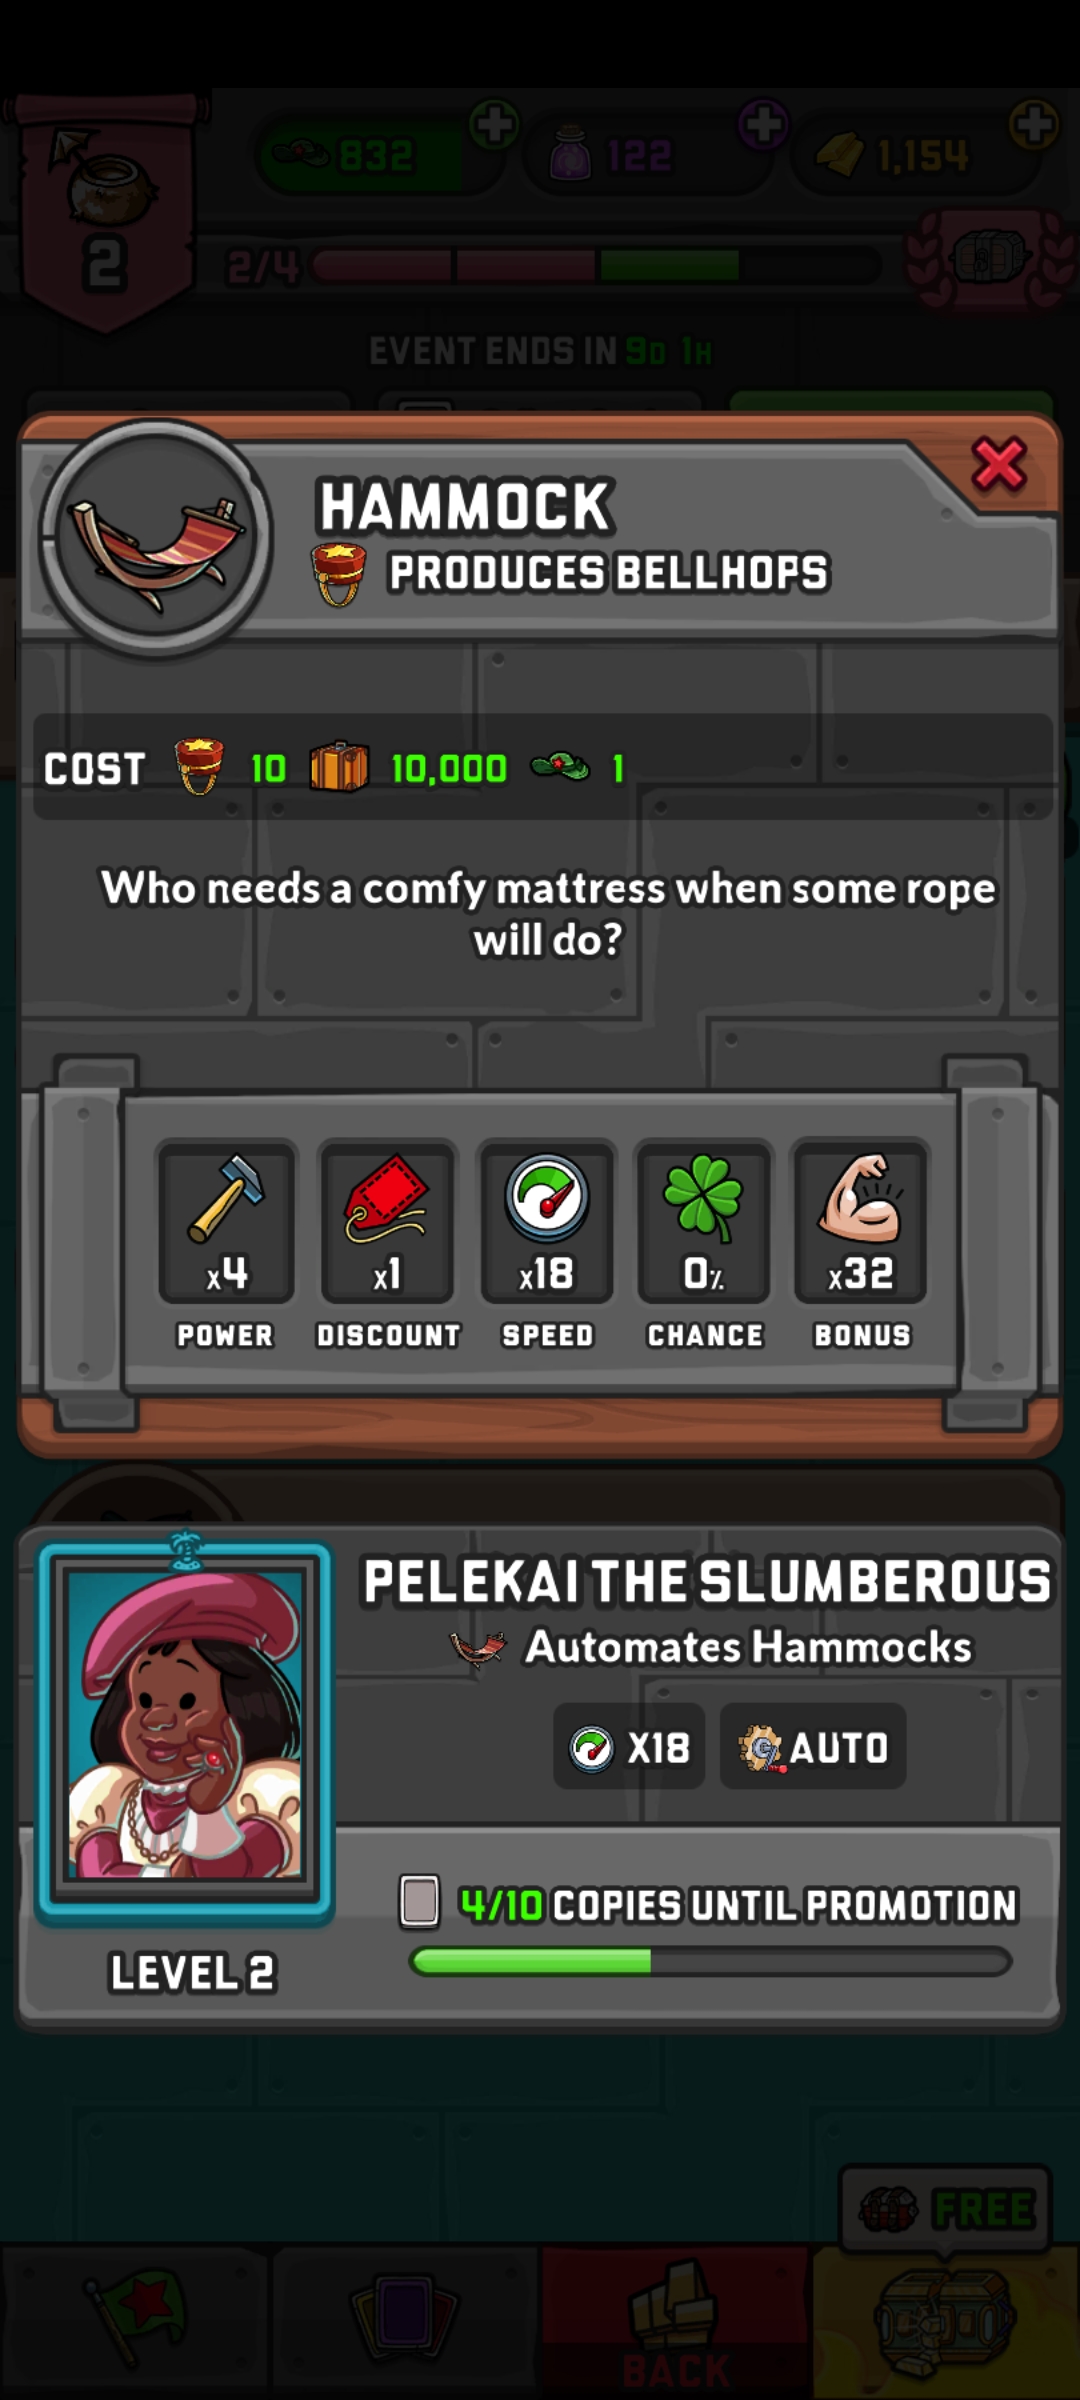 832
122
1,154
2
2/4
EVENT ENDS IN 9D 1H
HAMMOCK
PRODUCES BELLHOPS
COST 10 10,000 1
Who needs a comfy mattress when some rope
will do?
x4 x1 x18 0% x32
POWER DISCOUNT SPEED CHANCE BONUS
PELEKAI THE SLUMBEROUS
Automates Hammocks
X18 AUTO
4/10 COPIES UNTIL PROMOTION
LEVEL 2
FREE
BACK